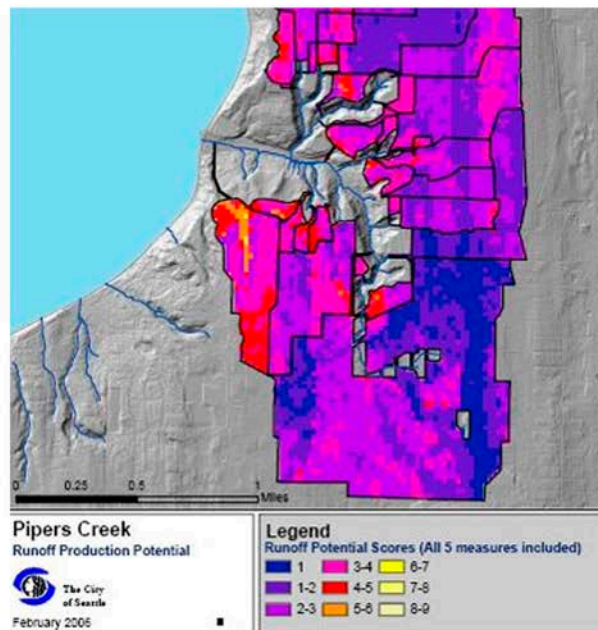 0 0.25 0.5 1
Miles
Pipers Creek
Runoff Production Potential
The City
of Seattle
February 2006
Legend
Runoff Potential Scores (All 5 measures included)
1 3-4 6-7
1-2 4-5 7-8
2-3 5-6 8-9